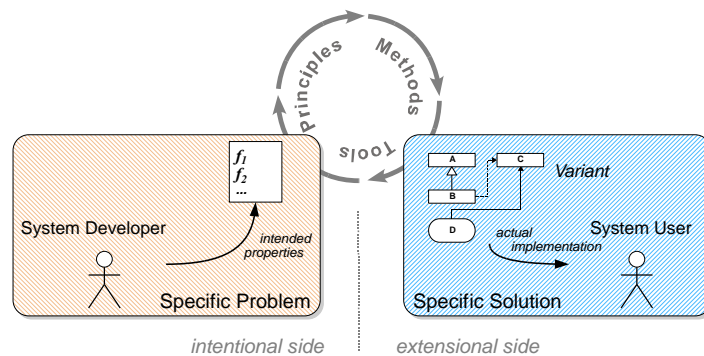 Principles
Methods
Tools
f1
f2
...
System Developer
intended
properties
Specific Problem
A
C
Variant
B
D
System User
actual
implementation
Specific Solution
intentional side
extensional side